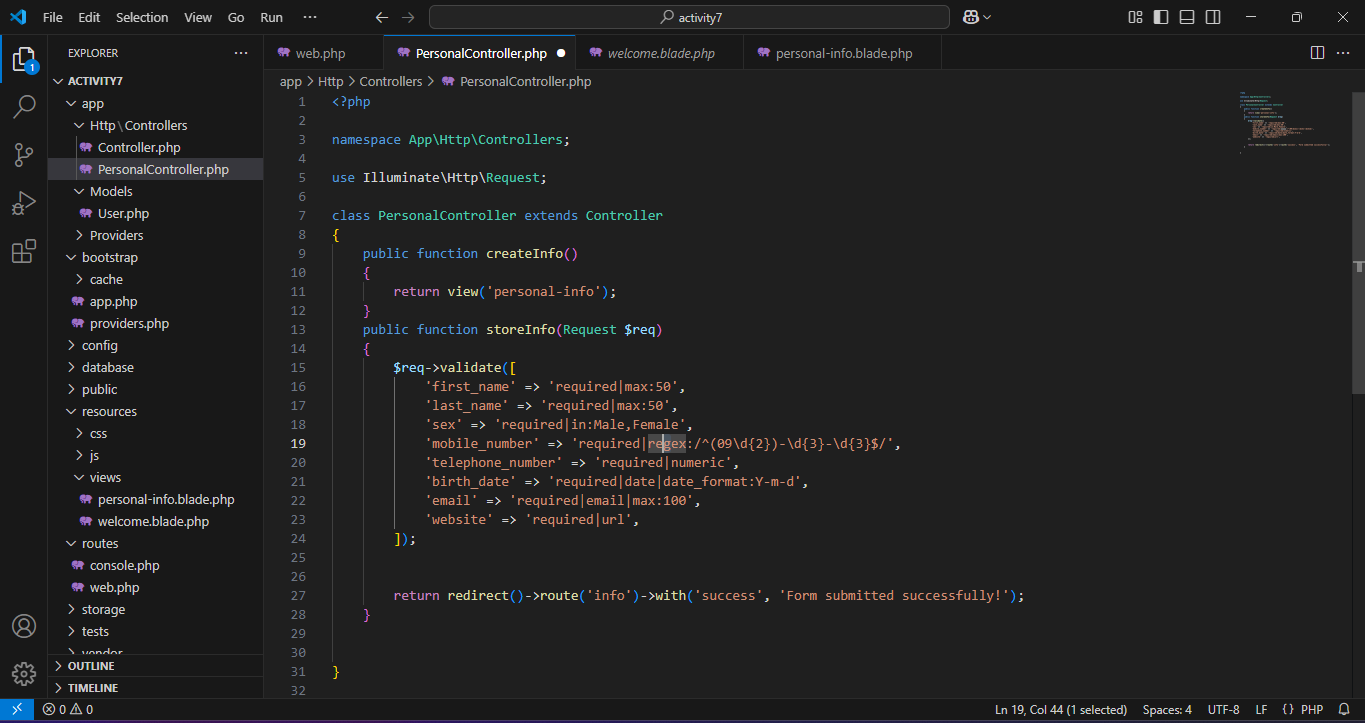 File Edit Selection View Go Run ···
activity7
EXPLORER ···
ACTIVITY7
app
Http\Controllers
Controller.php
PersonalController.php
Models
User.php
Providers
bootstrap
cache
app.php
providers.php
config
database
public
resources
css
js
views
personal-info.blade.php
welcome.blade.php
routes
console.php
web.php
storage
tests
vendor
OUTLINE
TIMELINE
1
web.php PersonalController.php welcome.blade.php personal-info.blade.php
app > Http > Controllers > PersonalController.php
1 <?php
2
3 namespace App\Http\Controllers;
4
5 use Illuminate\Http\Request;
6
7 class PersonalController extends Controller
8 {
9 public function createInfo()
10 {
11 return view('personal-info');
12 }
13 public function storeInfo(Request $req)
14 {
15 $req->validate([
16 'first_name' => 'required|max:50',
17 'last_name' => 'required|max:50',
18 'sex' => 'required|in:Male,Female',
19 'mobile_number' => 'required|regex:/^(09\d{2})-\d{3}-\d{3}$/',
20 'telephone_number' => 'required|numeric',
21 'birth_date' => 'required|date|date_format:Y-m-d',
22 'email' => 'required|email|max:100',
23 'website' => 'required|url',
24 ]);
25
26
27 return redirect()->route('info')->with('success', 'Form submitted successfully!');
28 }
29
30
31 }
32
0 0 Ln 19, Col 44 (1 selected) Spaces: 4 UTF-8 LF {} PHP